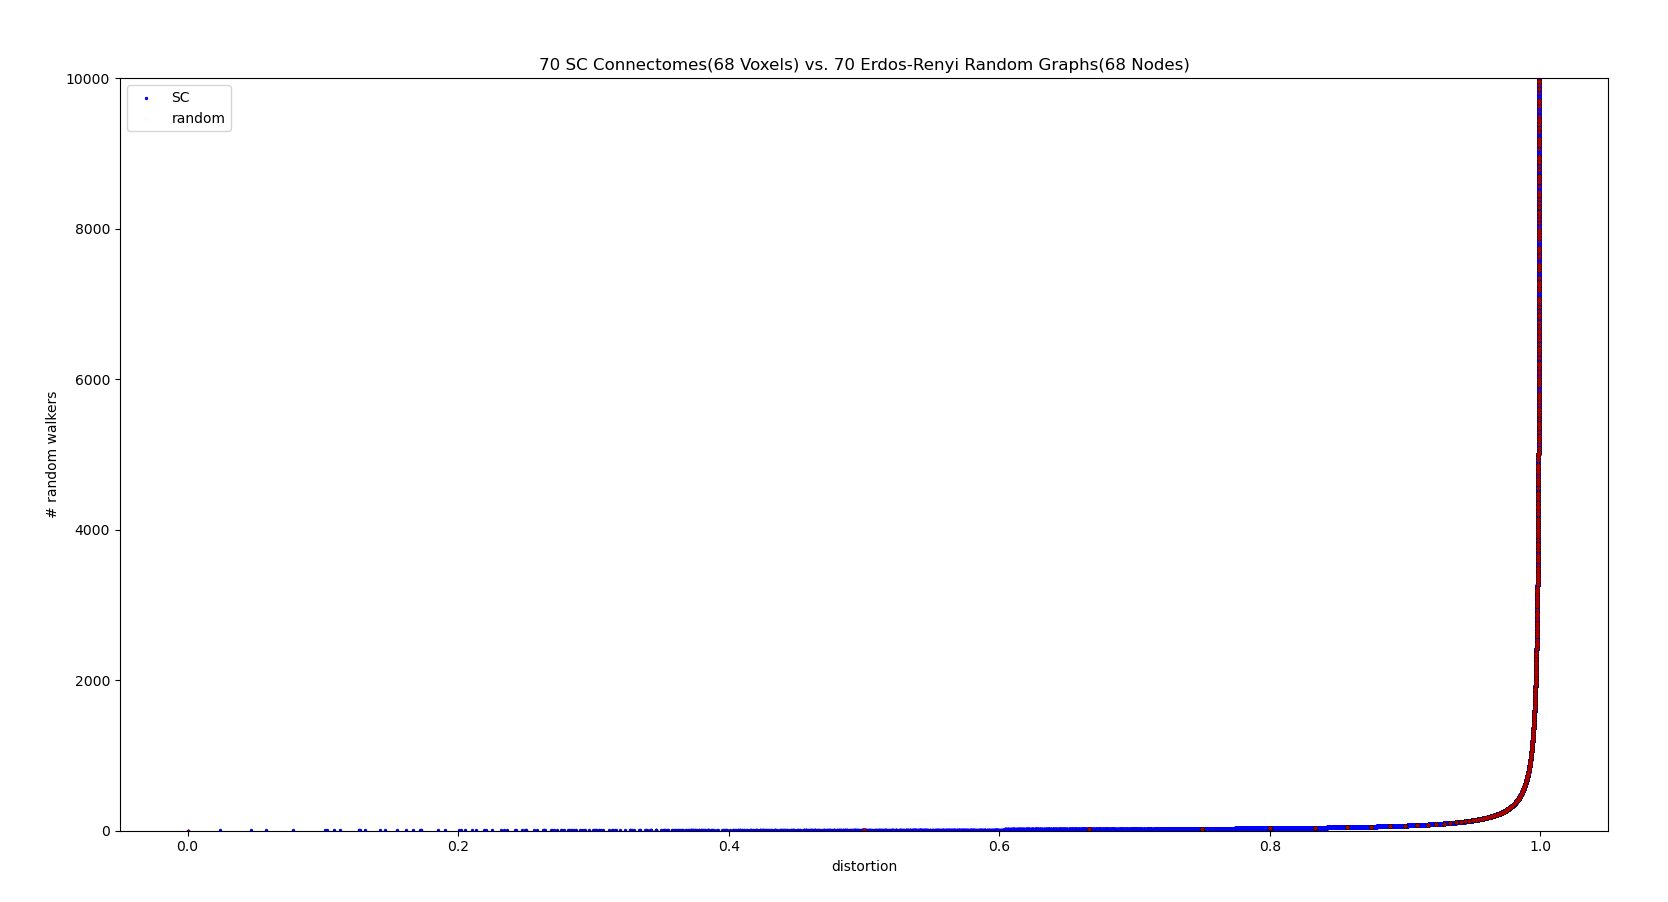 70 SC Connectomes(68 Voxels) vs. 70 Erdos-Renyi Random Graphs(68 Nodes)
SC
random
10000
8000
6000
4000
2000
0
# random walkers
0.0 0.2 0.4 0.6 0.8 1.0
distortion